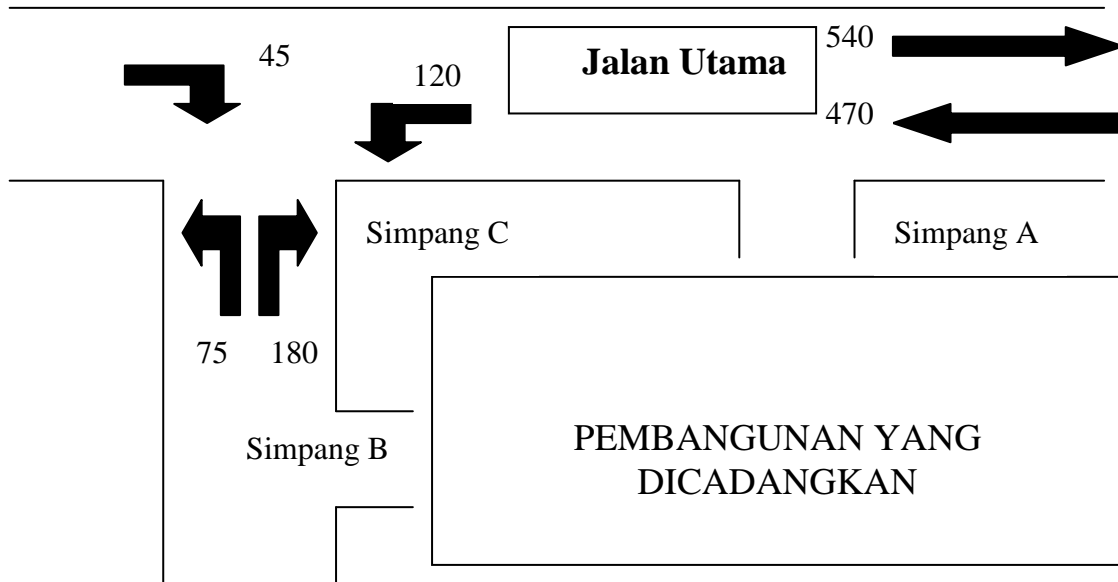 45
120
Jalan Utama
540
470
Simpang C
Simpang A
75 180
Simpang B
PEMBANGUNAN YANG
DICADANGKAN